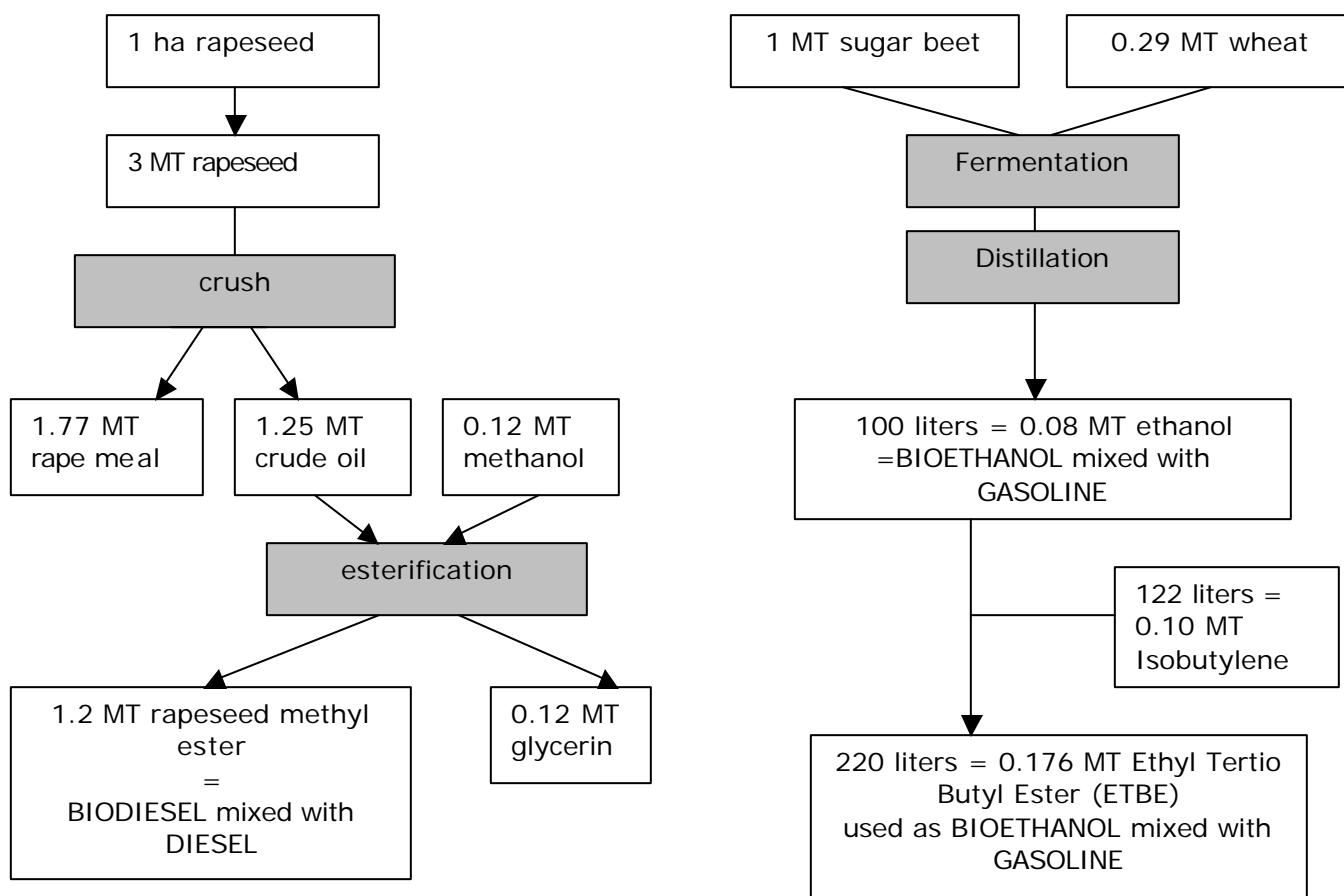 1 ha rapeseed
3 MT rapeseed
crush
1.77 MT
rape meal
1.25 MT
crude oil
0.12 MT
methanol
esterification
1.2 MT rapeseed methyl
ester
=
BIODIESEL mixed with
DIESEL
0.12 MT
glycerin
1 MT sugar beet
0.29 MT wheat
Fermentation
Distillation
100 liters = 0.08 MT ethanol
=BIOETHANOL mixed with
GASOLINE
122 liters =
0.10 MT
Isobutylene
220 liters = 0.176 MT Ethyl Tertio
Butyl Ester (ETBE)
used as BIOETHANOL mixed with
GASOLINE